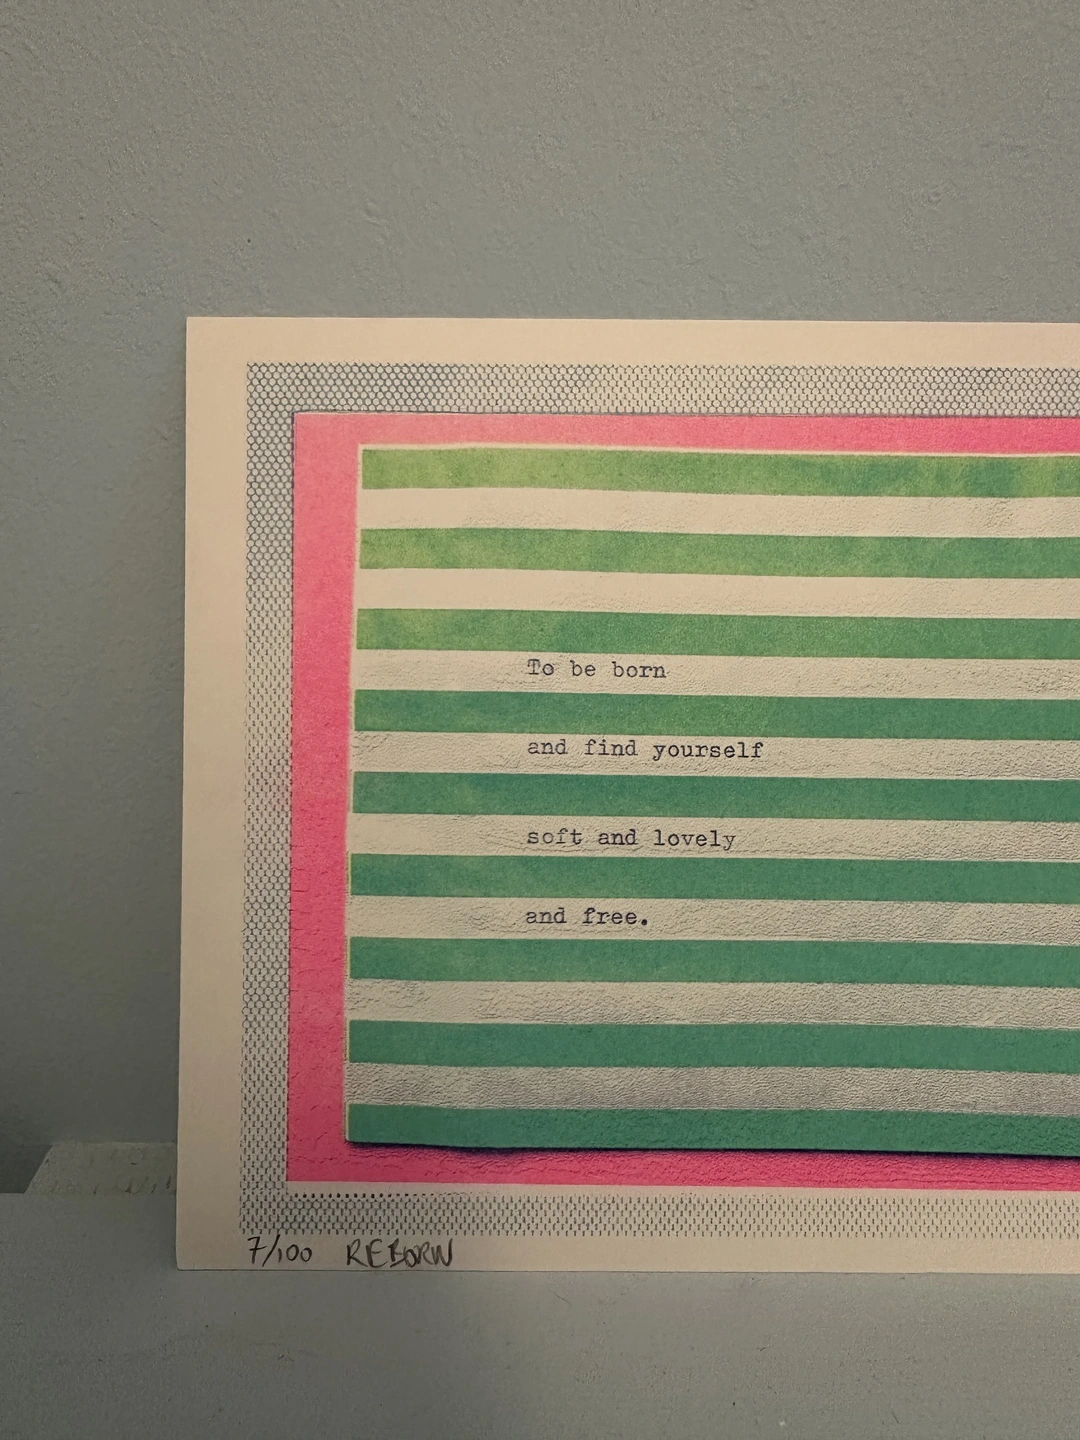 To be born
and find yourself
soft and lovely
and free.
7/100 REBORN